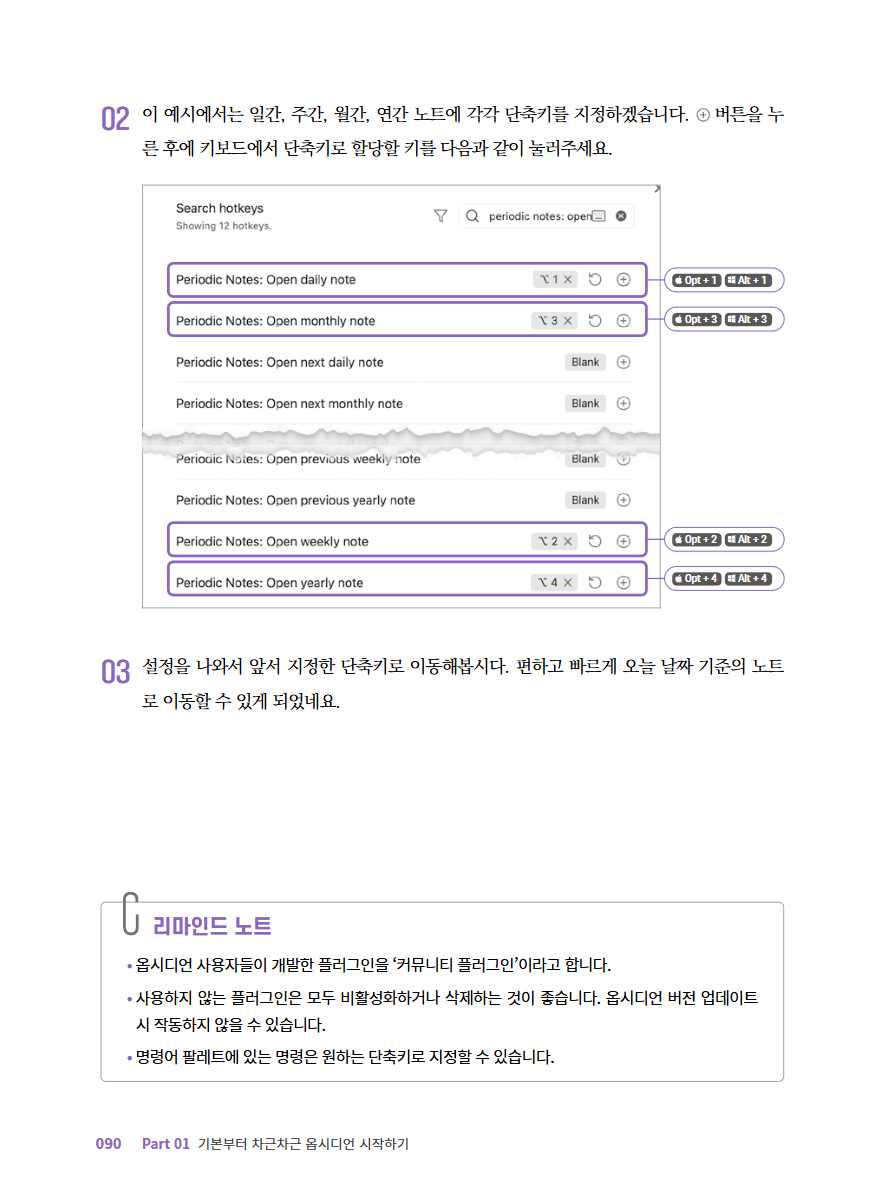 02 이 예시에서는 일간, 주간, 월간, 연간 노트에 각각 단축키를 지정하겠습니다. ⊕ 버튼을 누
른 후에 키보드에서 단축키로 할당할 키를 다음과 같이 눌러주세요.
Search hotkeys
Showing 12 hotkeys.
periodic notes: open
Periodic Notes: Open daily note ⌥ 1 ×
Opt + 1 Alt + 1
Periodic Notes: Open monthly note ⌥ 3 ×
Opt + 3 Alt + 3
Periodic Notes: Open next daily note Blank
Periodic Notes: Open next monthly note Blank
Periodic Notes: Open previous weekly note Blank
Periodic Notes: Open previous yearly note Blank
Periodic Notes: Open weekly note ⌥ 2 ×
Opt + 2 Alt + 2
Periodic Notes: Open yearly note ⌥ 4 ×
Opt + 4 Alt + 4
03 설정을 나와서 앞서 지정한 단축키로 이동해봅시다. 편하고 빠르게 오늘 날짜 기준의 노트
로 이동할 수 있게 되었네요.
리마인드 노트
• 옵시디언 사용자들이 개발한 플러그인을 ‘커뮤니티 플러그인’이라고 합니다.
• 사용하지 않는 플러그인은 모두 비활성화하거나 삭제하는 것이 좋습니다. 옵시디언 버전 업데이트
시 작동하지 않을 수 있습니다.
• 명령어 팔레트에 있는 명령은 원하는 단축키로 지정할 수 있습니다.
090 Part 01 기본부터 차근차근 옵시디언 시작하기